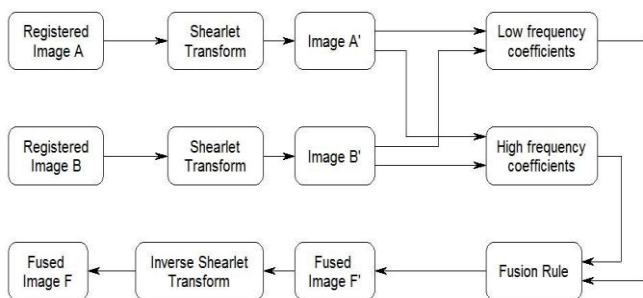 Registered
Image A
Shearlet
Transform
Image A'
Low frequency
coefficients
Registered
Image B
Shearlet
Transform
Image B'
High frequency
coefficients
Fused
Image F
Inverse Shearlet
Transform
Fused
Image F'
Fusion Rule